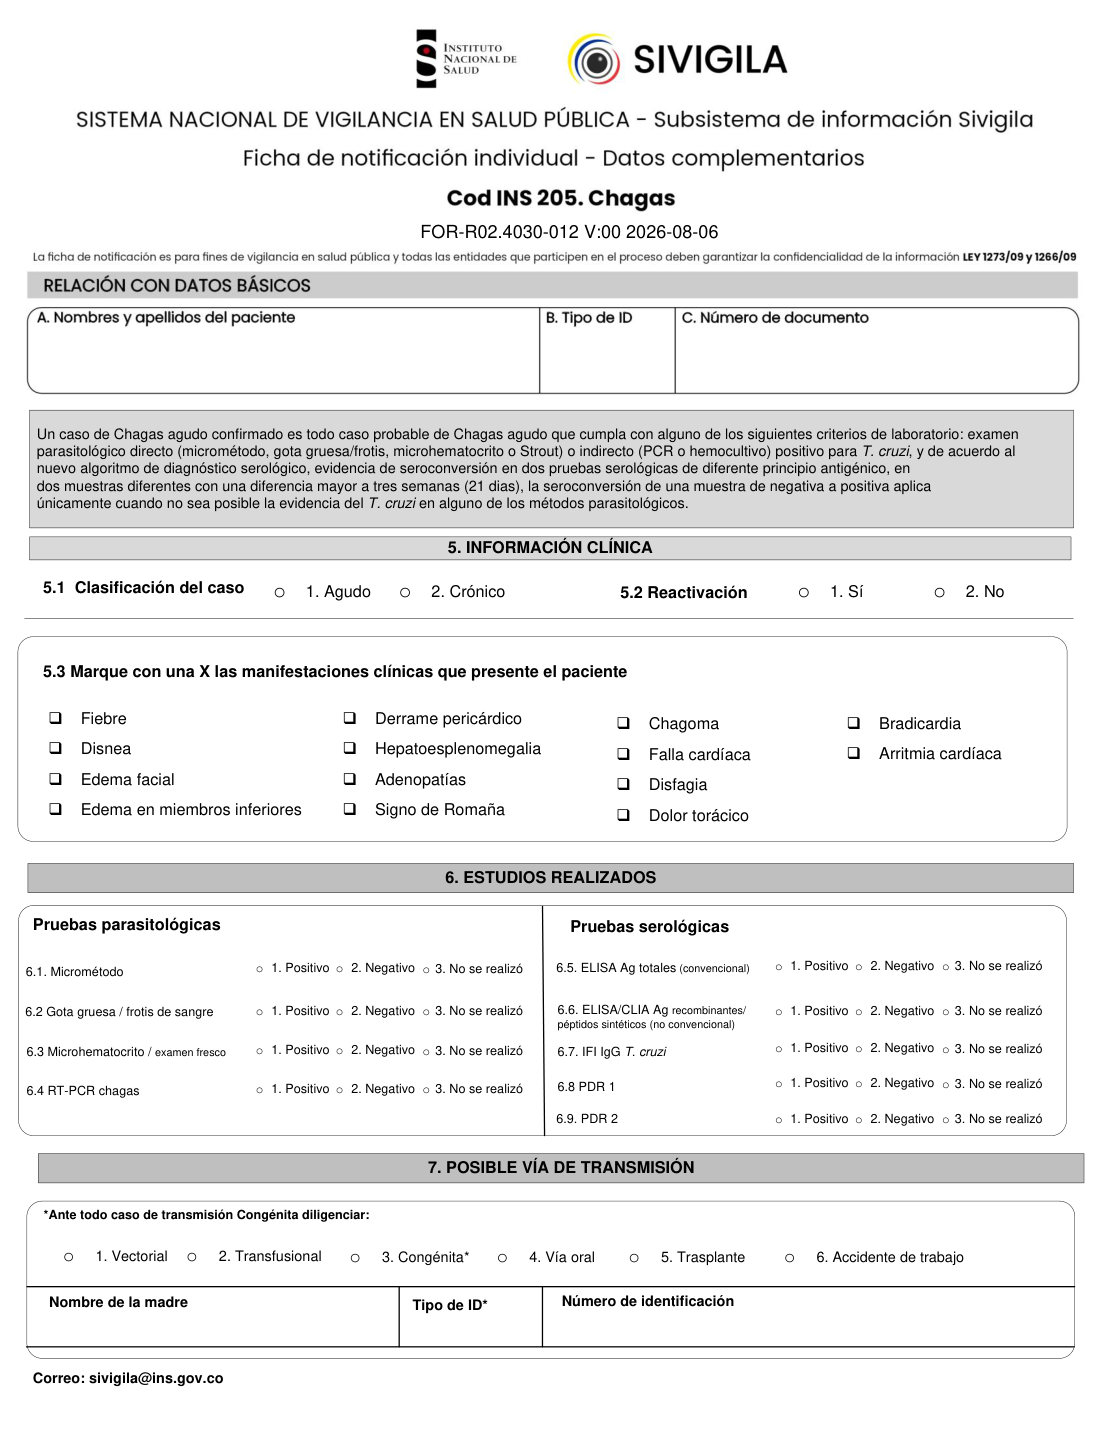 INSTITUTO
NACIONAL DE
SALUD
SIVIGILA
SISTEMA NACIONAL DE VIGILANCIA EN SALUD PÚBLICA - Subsistema de información Sivigila
Ficha de notificación individual - Datos complementarios
Cod INS 205. Chagas
FOR-R02.4030-012 V:00 2026-08-06
La ficha de notificación es para fines de vigilancia en salud pública y todas las entidades que participen en el proceso deben garantizar la confidencialidad de la información LEY 1273/09 y 1266/09
RELACIÓN CON DATOS BÁSICOS
A. Nombres y apellidos del paciente B. Tipo de ID C. Número de documento
Un caso de Chagas agudo confirmado es todo caso probable de Chagas agudo que cumpla con alguno de los siguientes criterios de laboratorio: examen
parasitológico directo (micrométodo, gota gruesa/frotis, microhematocrito o Strout) o indirecto (PCR o hemocultivo) positivo para T. cruzi, y de acuerdo al
nuevo algoritmo de diagnóstico serológico, evidencia de seroconversión en dos pruebas serológicas de diferente principio antigénico, en
dos muestras diferentes con una diferencia mayor a tres semanas (21 dias), la seroconversión de una muestra de negativa a positiva aplica
únicamente cuando no sea posible la evidencia del T. cruzi en alguno de los métodos parasitológicos.
5. INFORMACIÓN CLÍNICA
5.1 Clasificación del caso ○ 1. Agudo ○ 2. Crónico 5.2 Reactivación ○ 1. Sí ○ 2. No
5.3 Marque con una X las manifestaciones clínicas que presente el paciente
❑ Fiebre
❑ Disnea
❑ Edema facial
❑ Edema en miembros inferiores
❑ Derrame pericárdico
❑ Hepatoesplenomegalia
❑ Adenopatías
❑ Signo de Romaña
❑ Chagoma
❑ Falla cardíaca
❑ Disfagia
❑ Dolor torácico
❑ Bradicardia
❑ Arritmia cardíaca
6. ESTUDIOS REALIZADOS
Pruebas parasitológicas
6.1. Micrométodo ○ 1. Positivo ○ 2. Negativo ○ 3. No se realizó
6.2 Gota gruesa / frotis de sangre ○ 1. Positivo ○ 2. Negativo ○ 3. No se realizó
6.3 Microhematocrito / examen fresco ○ 1. Positivo ○ 2. Negativo ○ 3. No se realizó
6.4 RT-PCR chagas ○ 1. Positivo ○ 2. Negativo ○ 3. No se realizó
Pruebas serológicas
6.5. ELISA Ag totales (convencional) ○ 1. Positivo ○ 2. Negativo ○ 3. No se realizó
6.6. ELISA/CLIA Ag recombinantes/ ○ 1. Positivo ○ 2. Negativo ○ 3. No se realizó
péptidos sintéticos (no convencional)
6.7. IFI IgG T. cruzi ○ 1. Positivo ○ 2. Negativo ○ 3. No se realizó
6.8 PDR 1 ○ 1. Positivo ○ 2. Negativo ○ 3. No se realizó
6.9. PDR 2 ○ 1. Positivo ○ 2. Negativo ○ 3. No se realizó
7. POSIBLE VÍA DE TRANSMISIÓN
*Ante todo caso de transmisión Congénita diligenciar:
○ 1. Vectorial ○ 2. Transfusional ○ 3. Congénita* ○ 4. Vía oral ○ 5. Trasplante ○ 6. Accidente de trabajo
Nombre de la madre Tipo de ID* Número de identificación
Correo: sivigila@ins.gov.co